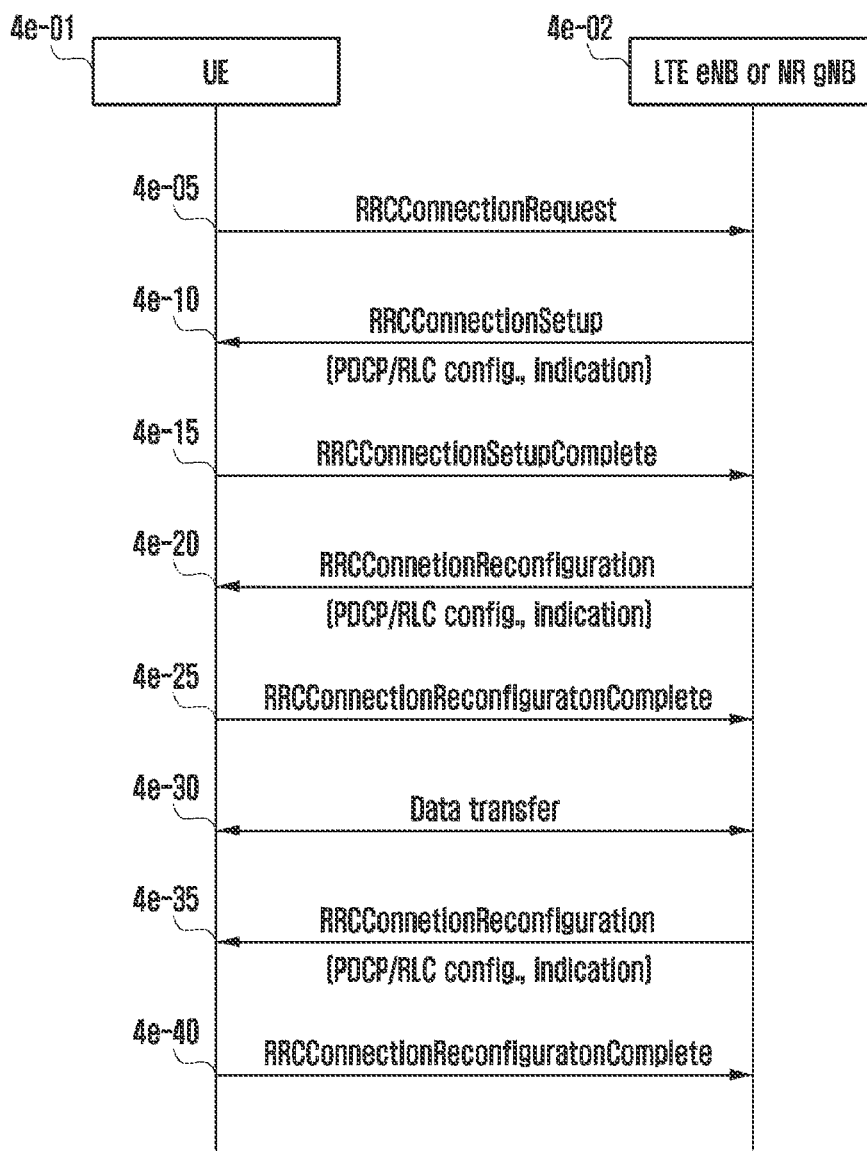 4e-01
4e-02
UE
LTE eNB or NR gNB
4e-05
RRCConnectionRequest
4e-10
RRCConnectionSetup
(PDCP/RLC config., indication)
4e-15
RRCConnectionSetupComplete
4e-20
RRCConnetionReconfiguration
(PDCP/RLC config., indication)
4e-25
RRCConnectionReconfiguratonComplete
4e-30
Data transfer
4e-35
RRCConnetionReconfiguration
(PDCP/RLC config., indication)
4e-40
RRCConnectionReconfiguratonComplete